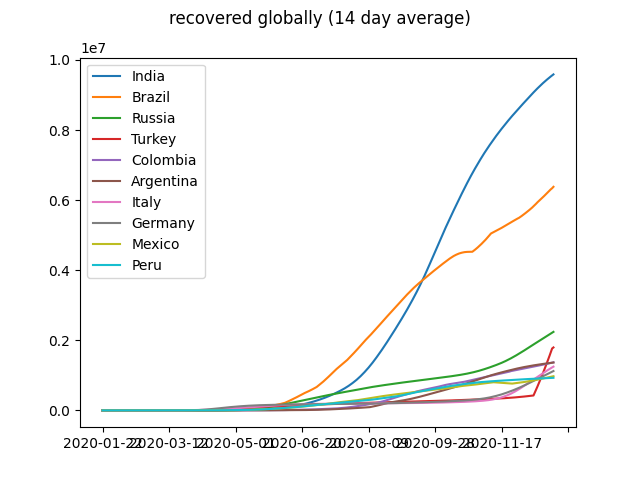 recovered globally (14 day average)
1e7
1.0
0.8
0.6
0.4
0.2
0.0
India
Brazil
Russia
Turkey
Colombia
Argentina
Italy
Germany
Mexico
Peru
2020-01-22 2020-03-12 2020-05-01 2020-06-20 2020-08-09 2020-09-28 2020-11-17